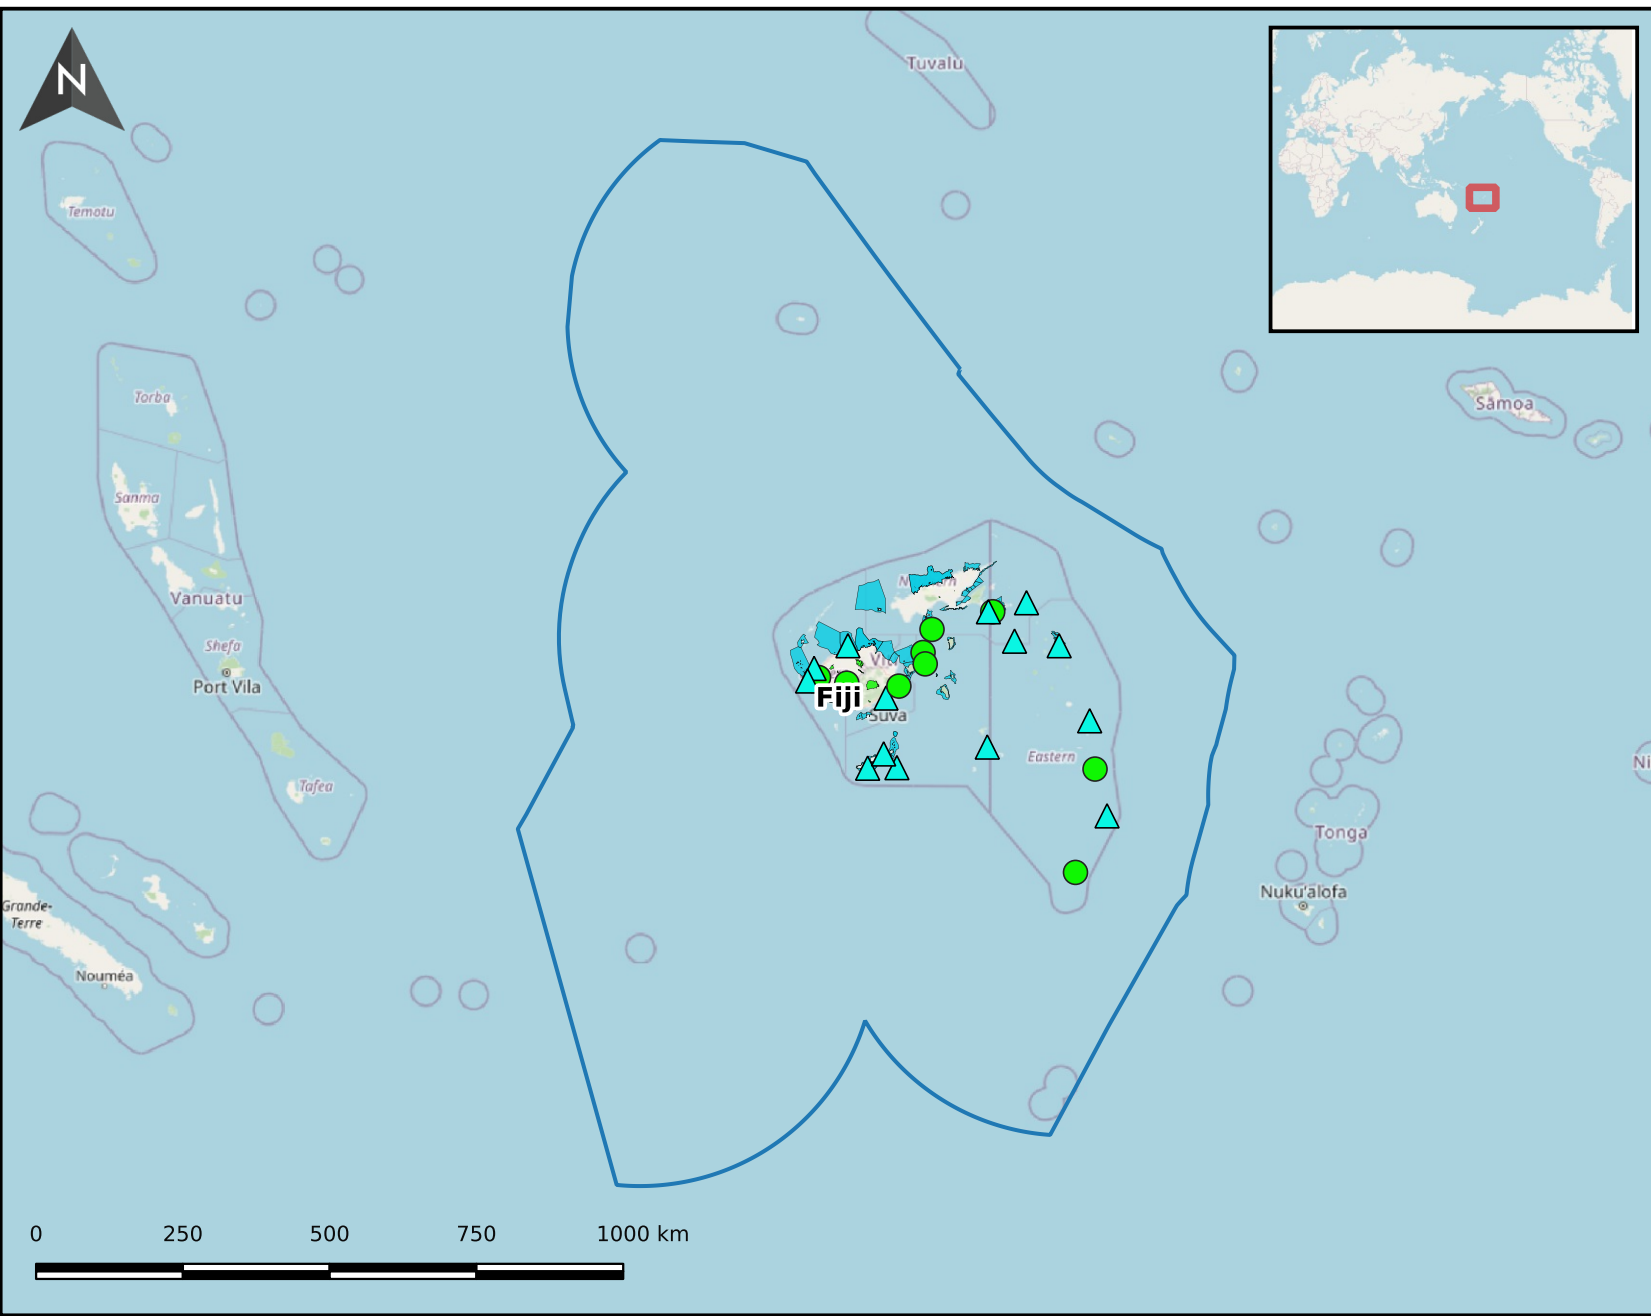 N
Tuvalu
Temotu
Torba
Sāmoa
Sanma
Vanuatu
Shefa
Port Vila
Fiji
Suva
Eastern
Tafea
Tonga
Nuku'alofa
Grande-
Terre
Nouméa
0 250 500 750 1000 km